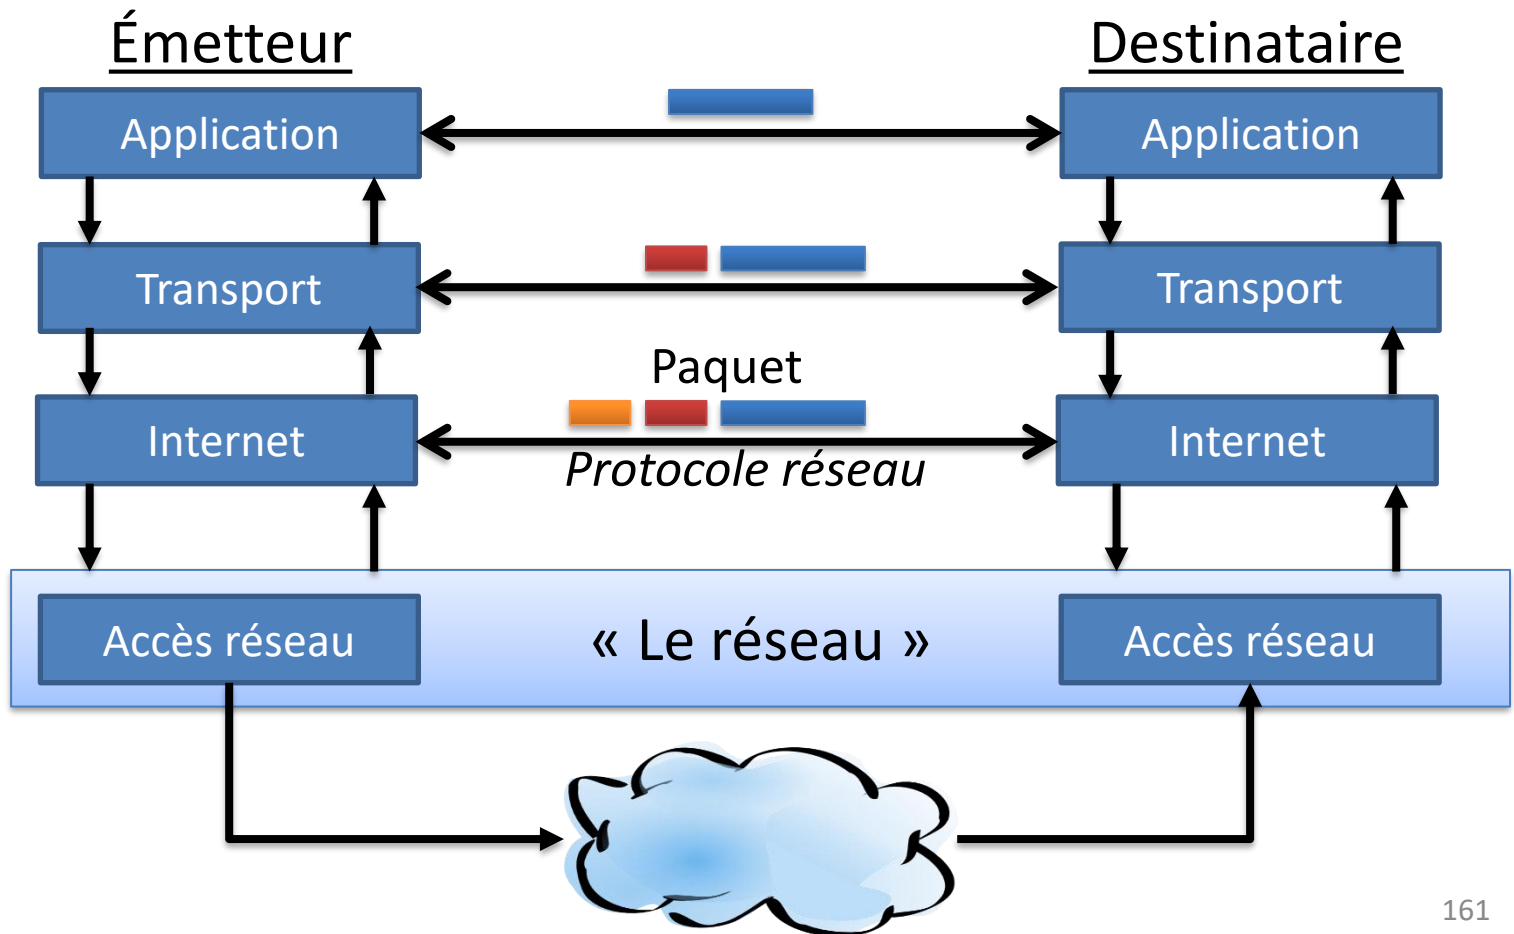 Émetteur
Destinataire
Application
Application
Transport
Transport
Paquet
Internet
Internet
Protocole réseau
Accès réseau
« Le réseau »
Accès réseau
161